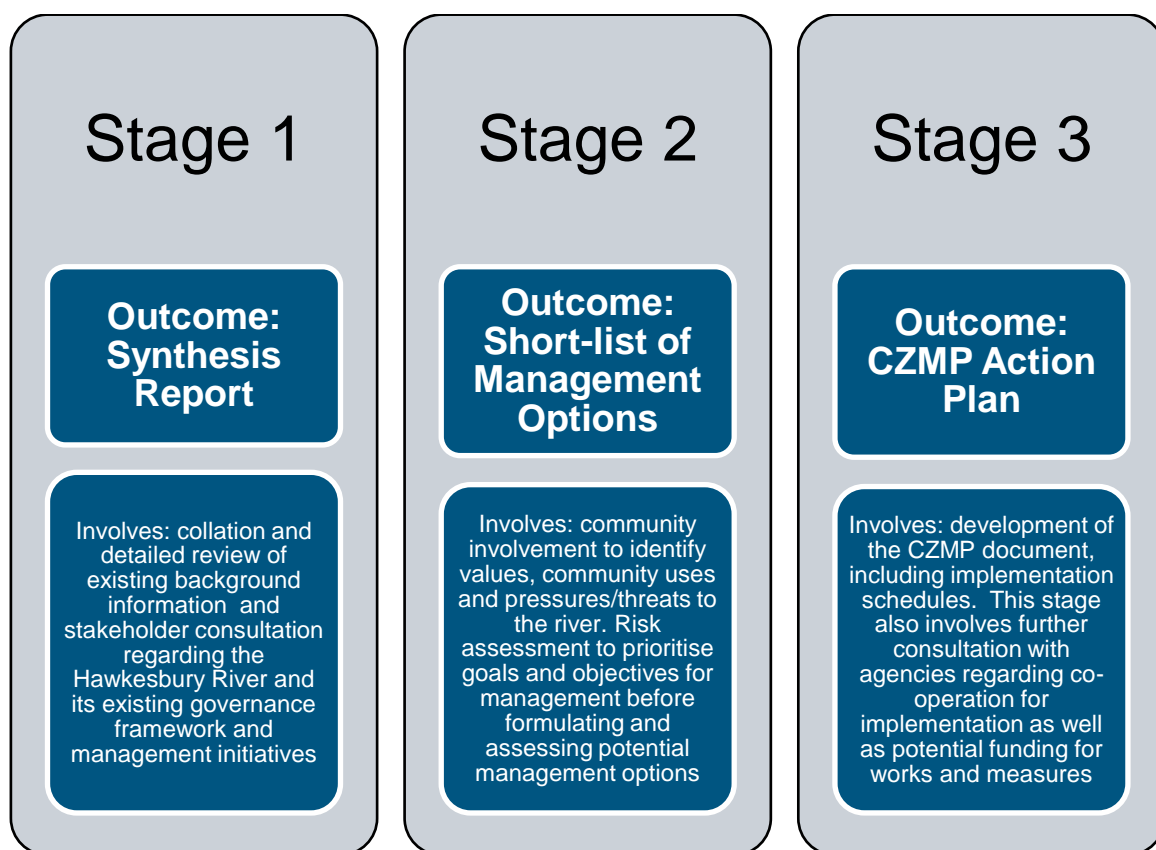 Stage 1
Outcome:
Synthesis
Report
Involves: collation and
detailed review of
existing background
information and
stakeholder consultation
regarding the
Hawkesbury River and
its existing governance
framework and
management initiatives
Stage 2
Outcome:
Short-list of
Management
Options
Involves: community
involvement to identify
values, community uses
and pressures/threats to
the river. Risk
assessment to prioritise
goals and objectives for
management before
formulating and
assessing potential
management options
Stage 3
Outcome:
CZMP Action
Plan
Involves: development of
the CZMP document,
including implementation
schedules. This stage
also involves further
consultation with
agencies regarding co-
operation for
implementation as well
as potential funding for
works and measures